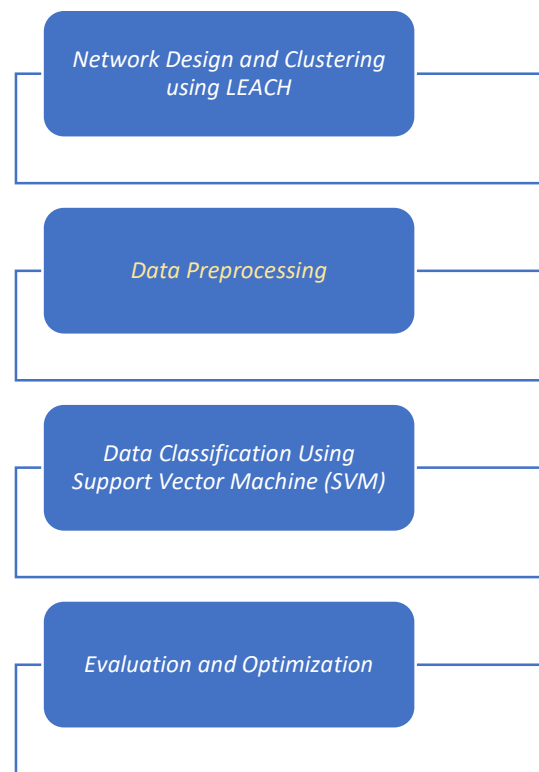 Network Design and Clustering
using LEACH
Data Preprocessing
Data Classification Using
Support Vector Machine (SVM)
Evaluation and Optimization